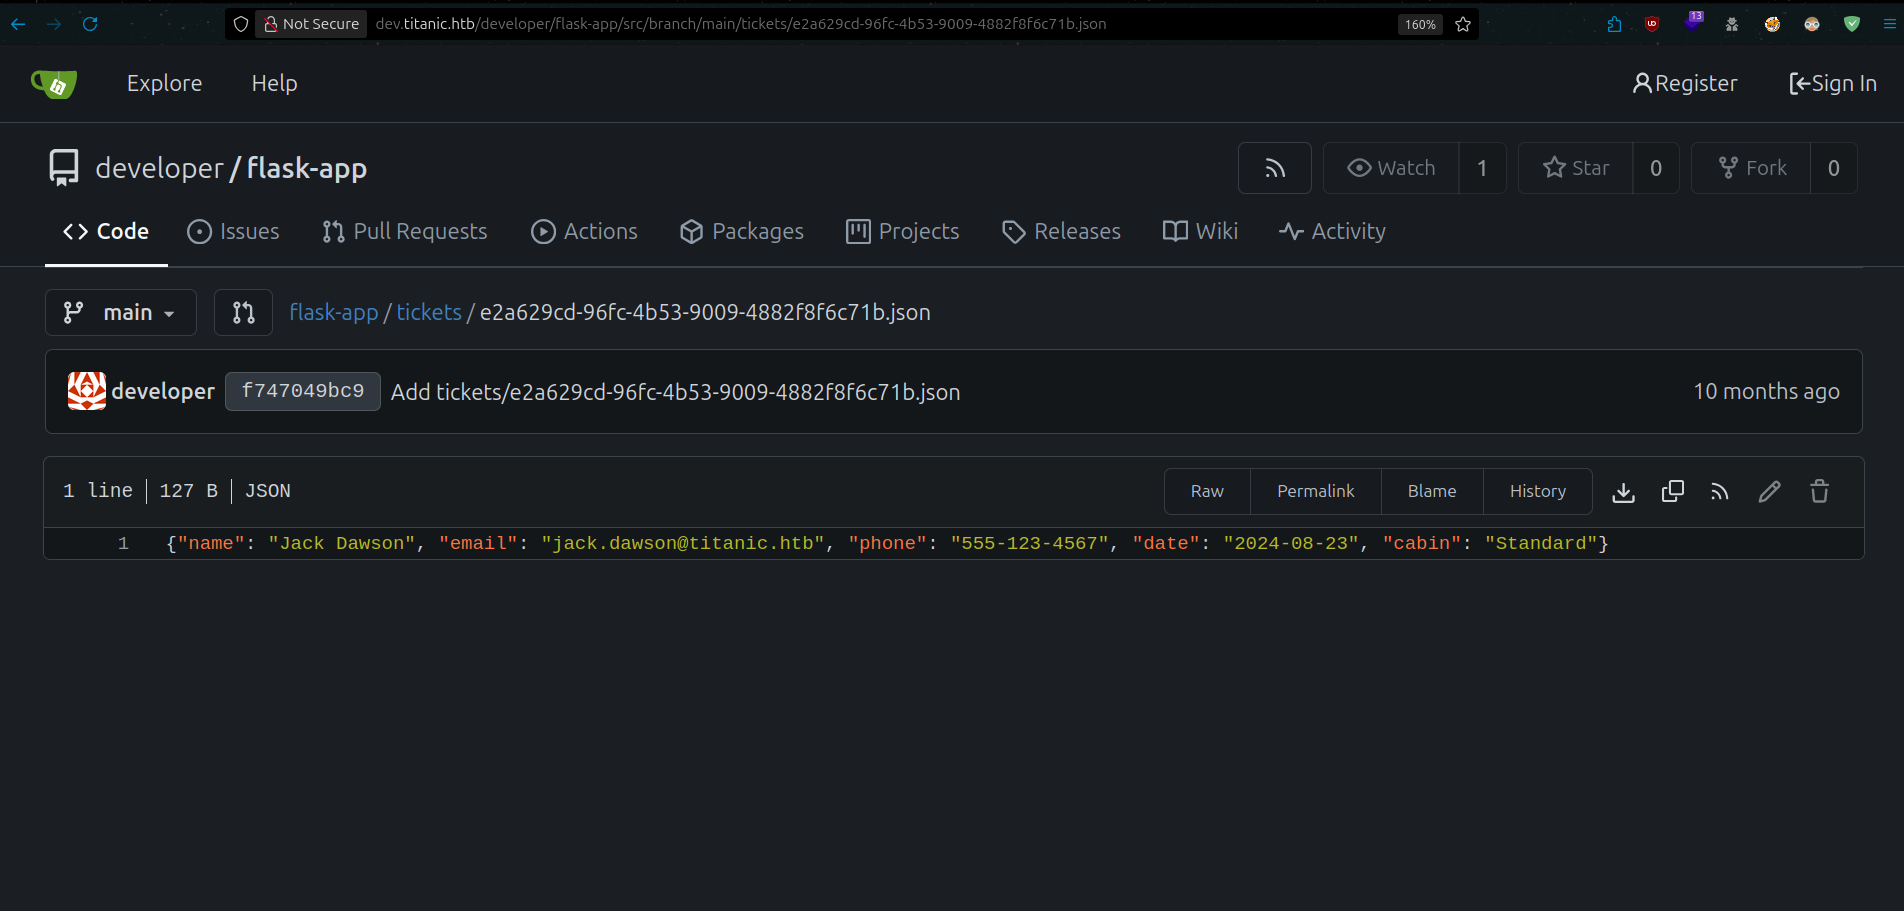 Not Secure dev.titanic.htb/developer/flask-app/src/branch/main/tickets/e2a629cd-96fc-4b53-9009-4882f8f6c71b.json 160% 13
Explore Help Register Sign In
developer / flask-app Watch 1 Star 0 Fork 0
Code Issues Pull Requests Actions Packages Projects Releases Wiki Activity
main flask-app / tickets / e2a629cd-96fc-4b53-9009-4882f8f6c71b.json
developer f747049bc9 Add tickets/e2a629cd-96fc-4b53-9009-4882f8f6c71b.json 10 months ago
1 line 127 B JSON Raw Permalink Blame History
1 {"name": "Jack Dawson", "email": "jack.dawson@titanic.htb", "phone": "555-123-4567", "date": "2024-08-23", "cabin": "Standard"}